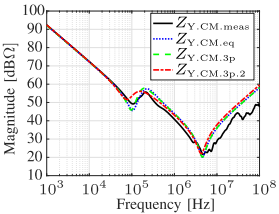 Z_Y.CM.meas
Z_Y.CM.eq
Z_Y.CM.3p
Z_Y.CM.3p.2
Magnitude [dBΩ]
100
90
80
70
60
50
40
30
20
10
10^3 10^4 10^5 10^6 10^7 10^8
Frequency [Hz]